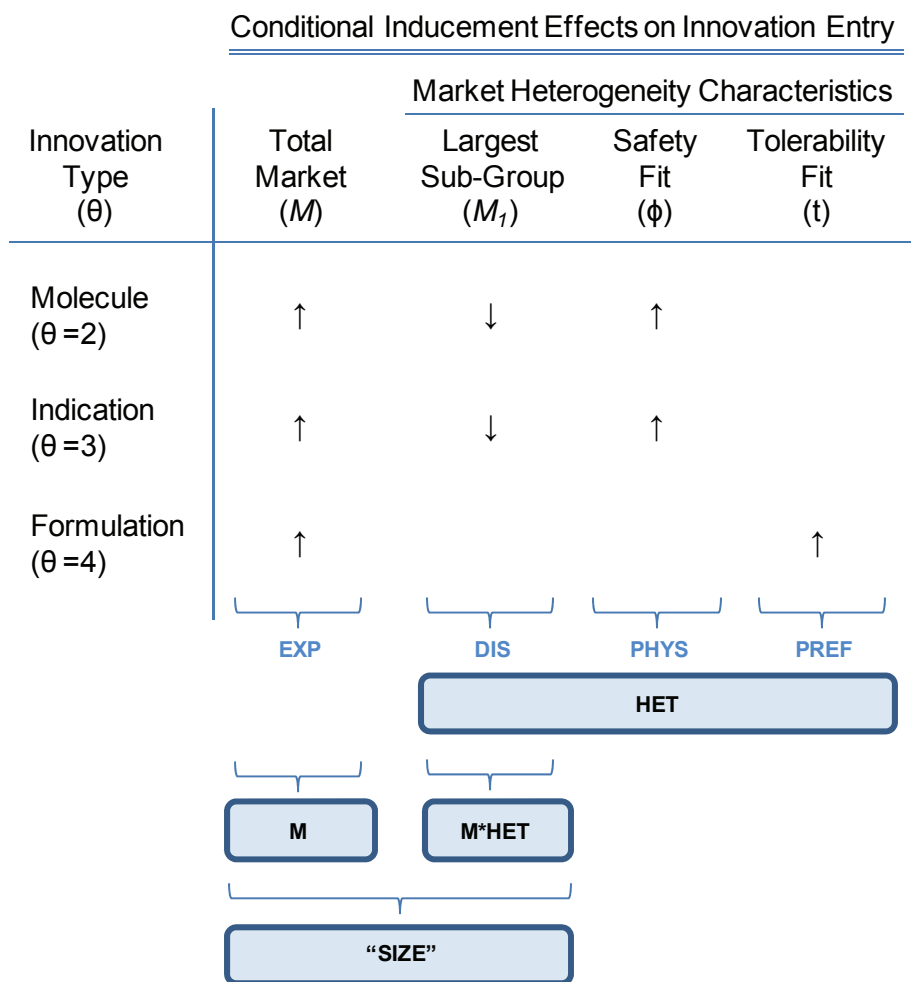 Conditional Inducement Effects on Innovation Entry
Market Heterogeneity Characteristics
Innovation Type (θ)
Total Market (M)
Largest Sub-Group (M1)
Safety Fit (ϕ)
Tolerability Fit (t)
Molecule (θ =2)
↑ ↓ ↑
Indication (θ =3)
↑ ↓ ↑
Formulation (θ =4)
↑ ↑
EXP DIS PHYS PREF
HET
M M*HET
“SIZE”